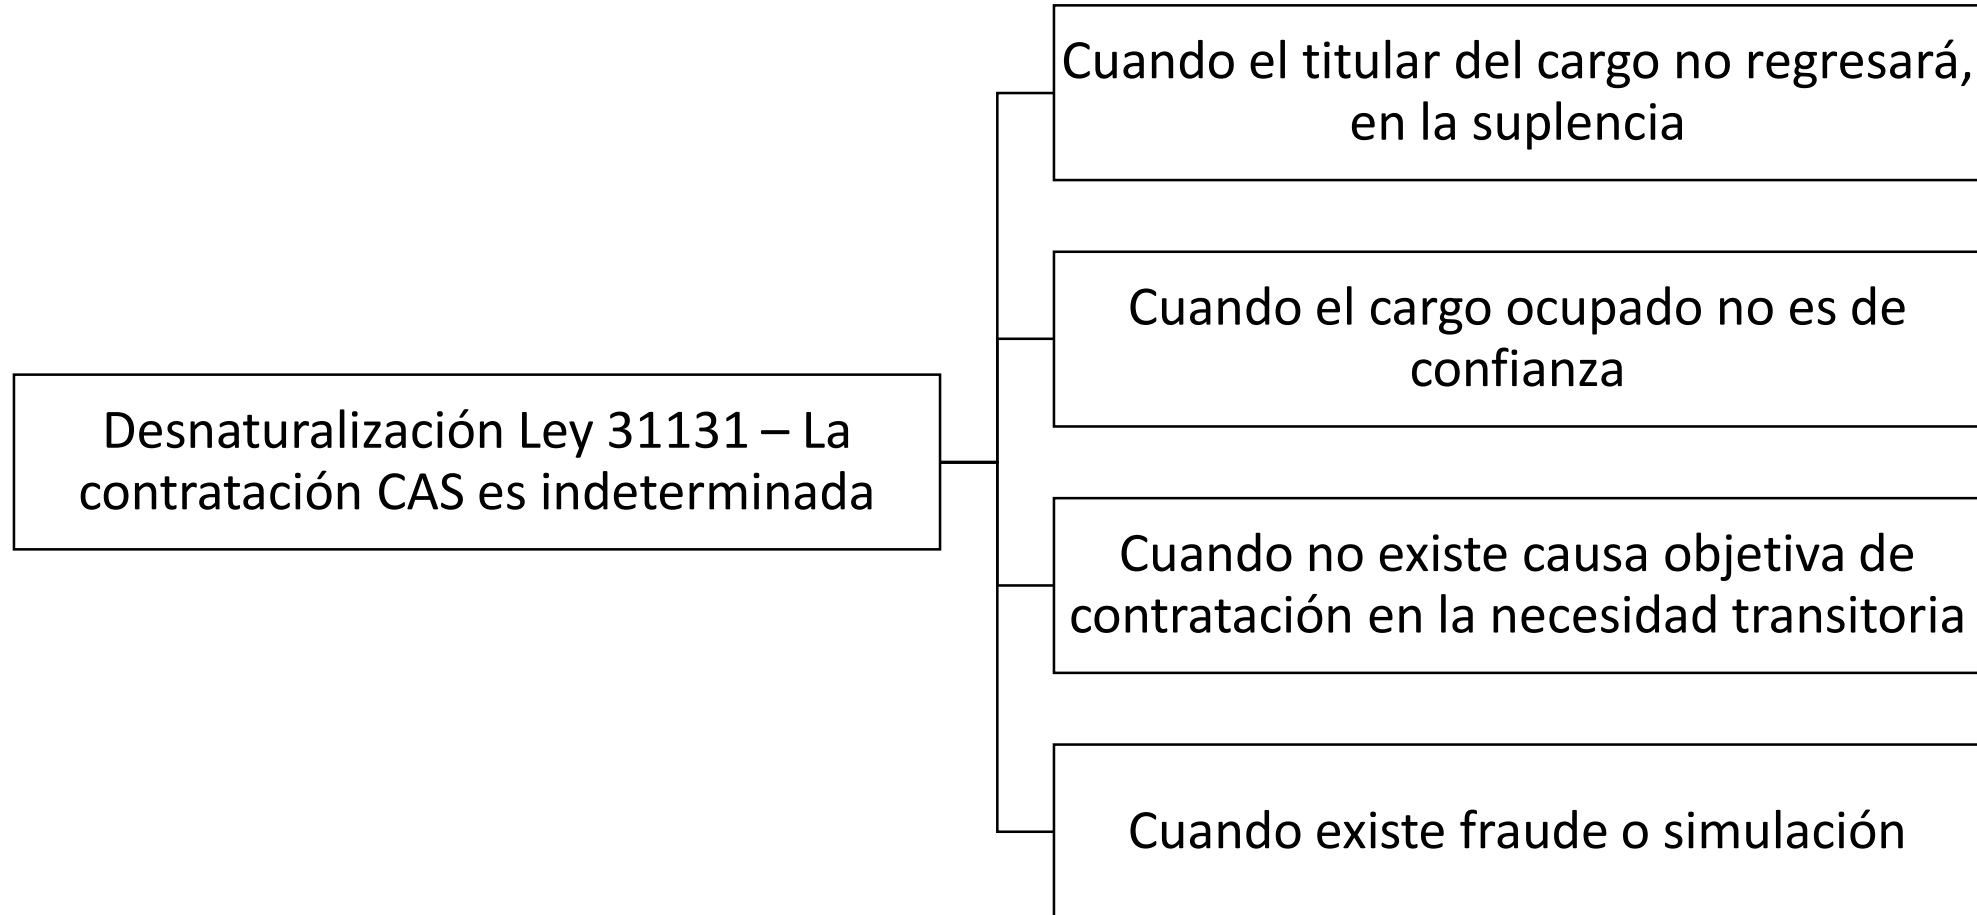 Cuando el titular del cargo no regresará,
en la suplencia
Cuando el cargo ocupado no es de
confianza
Desnaturalización Ley 31131 – La
contratación CAS es indeterminada
Cuando no existe causa objetiva de
contratación en la necesidad transitoria
Cuando existe fraude o simulación